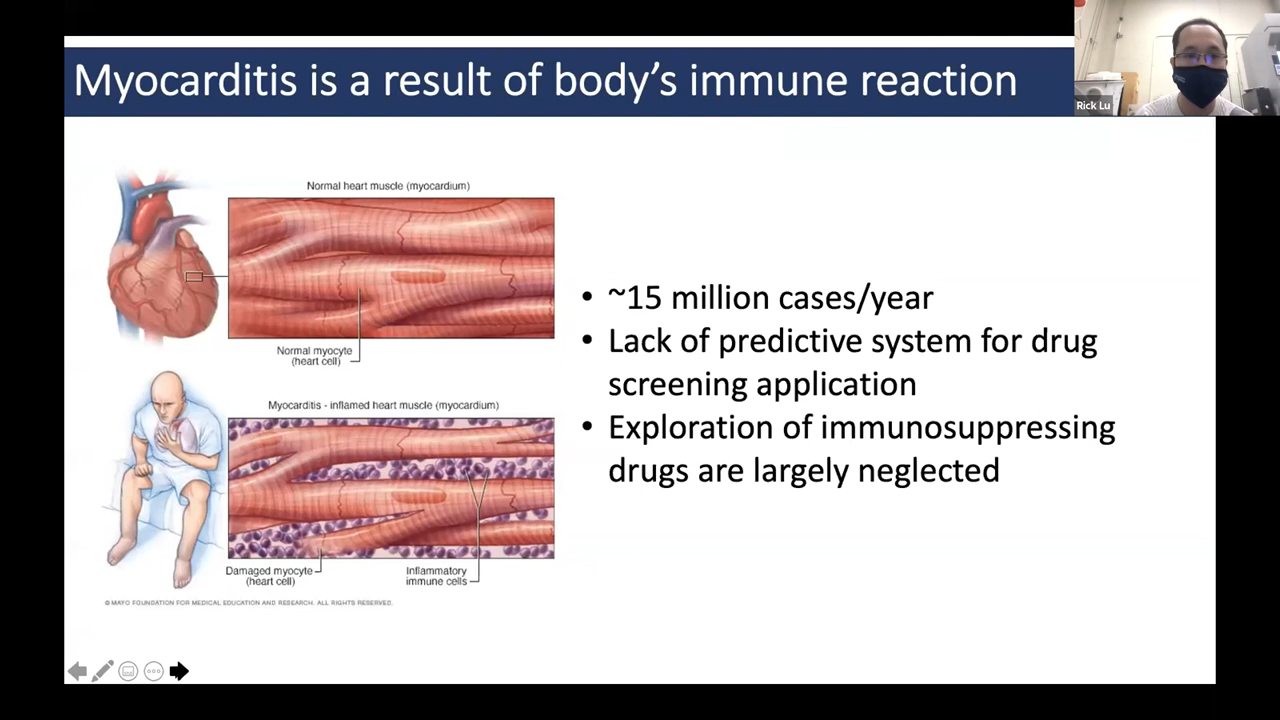 Myocarditis is a result of body's immune reaction
Rick Lu
Normal heart muscle (myocardium)
Normal myocyte
(heart cell)
Myocarditis - inflamed heart muscle (myocardium)
Damaged myocyte
(heart cell)
Inflammatory
immune cells
© MAYO FOUNDATION FOR MEDICAL EDUCATION AND RESEARCH. ALL RIGHTS RESERVED.
• ~15 million cases/year
• Lack of predictive system for drug
screening application
• Exploration of immunosuppressing
drugs are largely neglected